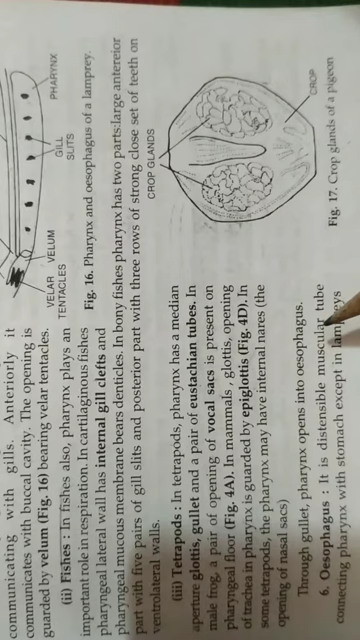 communicating with gills. Anteriorly it
communicates with buccal cavity. The opening is
guarded by velum (Fig. 16) bearing velar tentacles.
VELAR
TENTACLES
VELUM
GILL
SLITS
PHARYNX
Fig. 16. Pharynx and oesophagus of a lamprey.
(ii) Fishes : In fishes also, pharynx plays an
important role in respiration. In cartilaginous fishes
pharyngeal lateral wall has internal gill clefts and
pharyngeal mucous membrane bears denticles. In bony fishes pharynx has two parts:large antereior
part with five pairs of gill slits and posterior part with three rows of strong close set of teeth on
ventrolateral walls.
(iii) Tetrapods : In tetrapods, pharynx has a median
aperture glottis, gullet and a pair of eustachian tubes. In
male frog, a pair of opening of vocal sacs is present on
pharyngeal floor (Fig. 4A). In mammals , glottis, opening
of trachea in pharynx is guarded by epiglottis (Fig. 4D). In
some tetrapods, the pharynx may have internal nares (the
opening of nasal sacs)
CROP GLANDS
CROP
Fig. 17. Crop glands of a pigeon
Through gullet, pharynx opens into oesophagus.
6. Oesophagus : It is distensible muscular tube
connecting pharynx with stomach except in lampreys